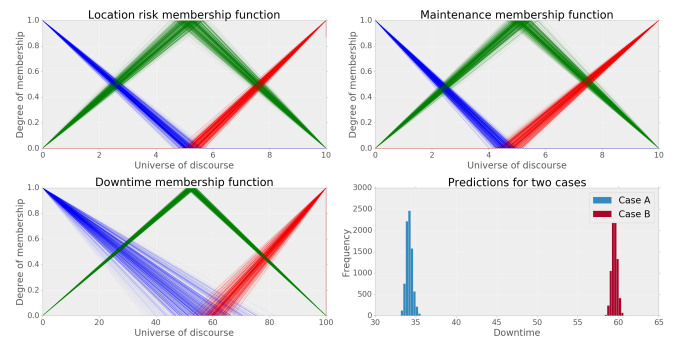 Location risk membership function
Degree of membership
1.0
0.8
0.6
0.4
0.2
0.0
0 2 4 6 8 10
Universe of discourse
Maintenance membership function
Degree of membership
1.0
0.8
0.6
0.4
0.2
0.0
0 2 4 6 8 10
Universe of discourse
Downtime membership function
Degree of membership
1.0
0.8
0.6
0.4
0.2
0.0
0 20 40 60 80 100
Universe of discourse
Predictions for two cases
Frequency
3000
2500
2000
1500
1000
500
0
Case A
Case B
30 35 40 45 50 55 60 65
Downtime